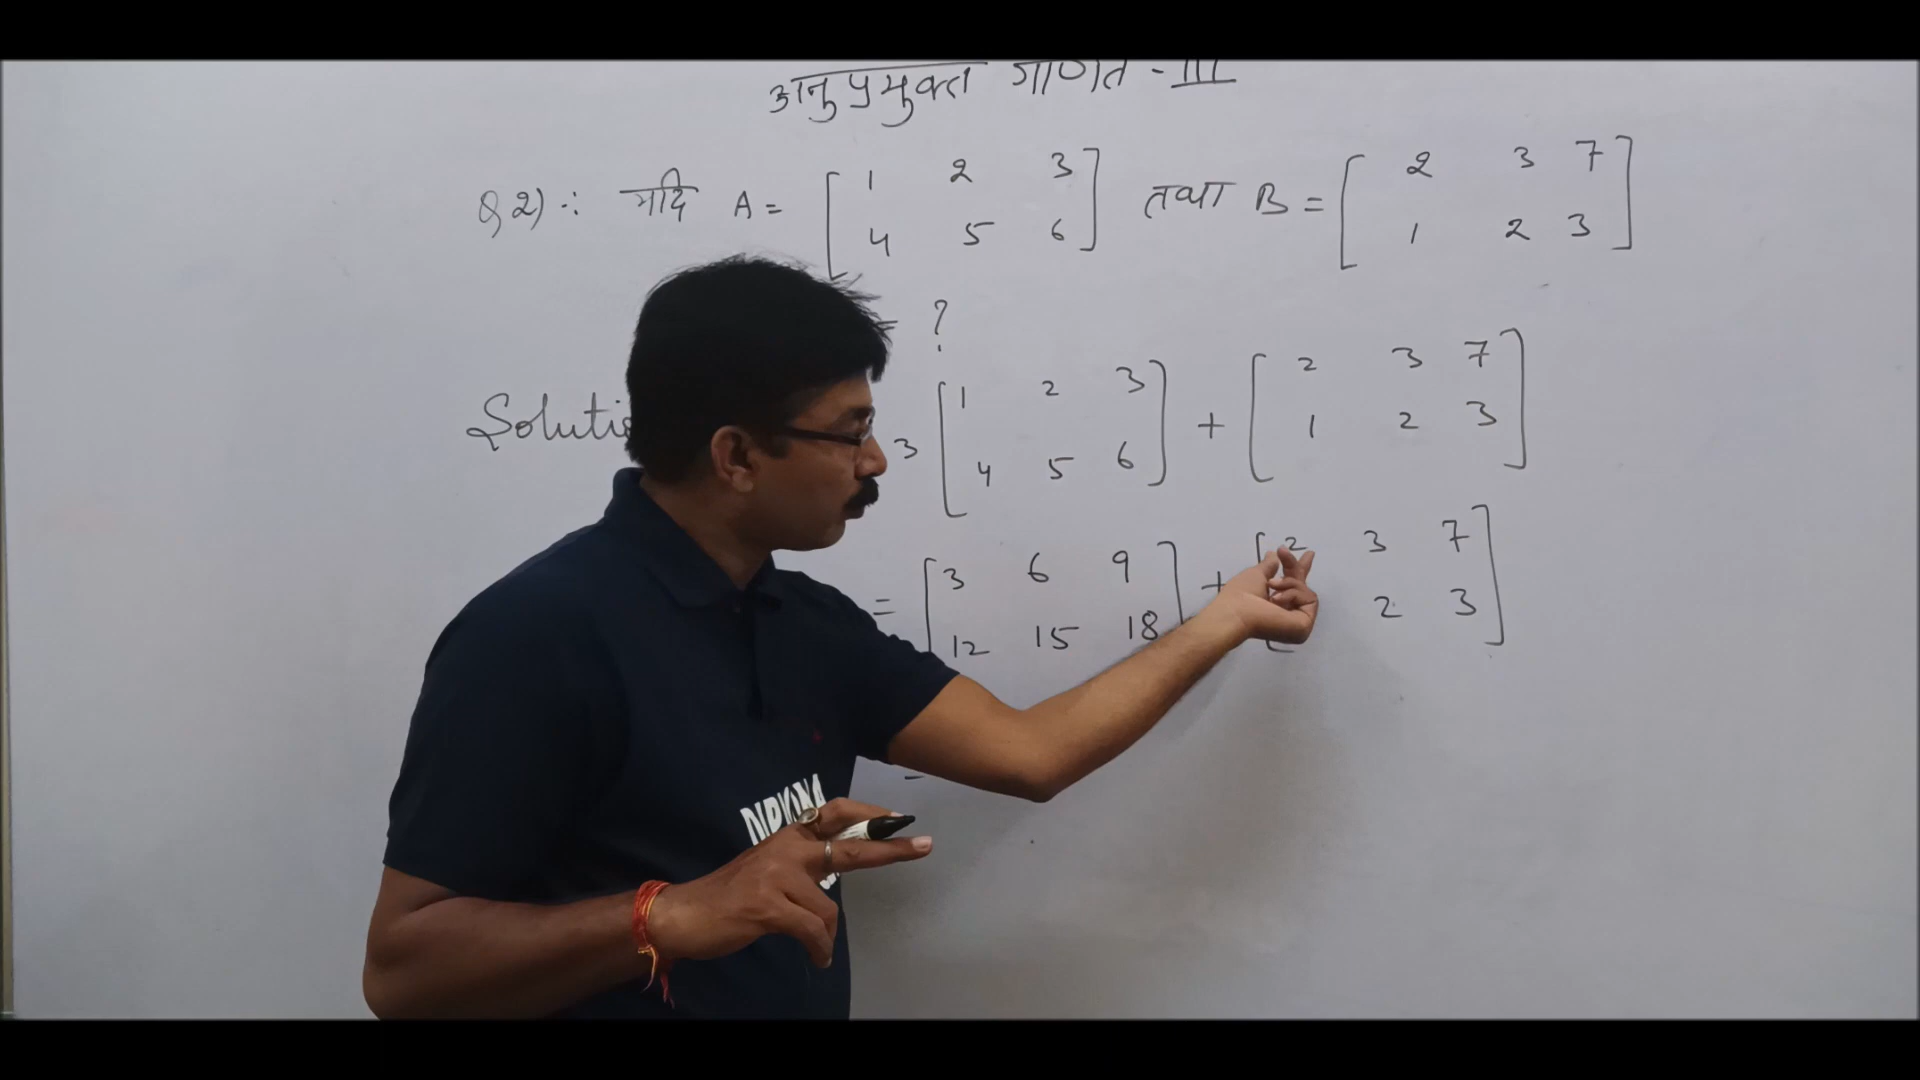 अनुप्रयुक्त गणित - III
Q 2) ∴ यदि A = [ 1 2 3 तथा B = [ 2 3 7
4 5 6 ] 1 2 3 ]
= ?
3 [ 1 2 3 + [ 2 3 7
4 5 6 ] 1 2 3 ]
= [ 3 6 9 + [ 2 3 7
12 15 18 ] 2 3 ]
=